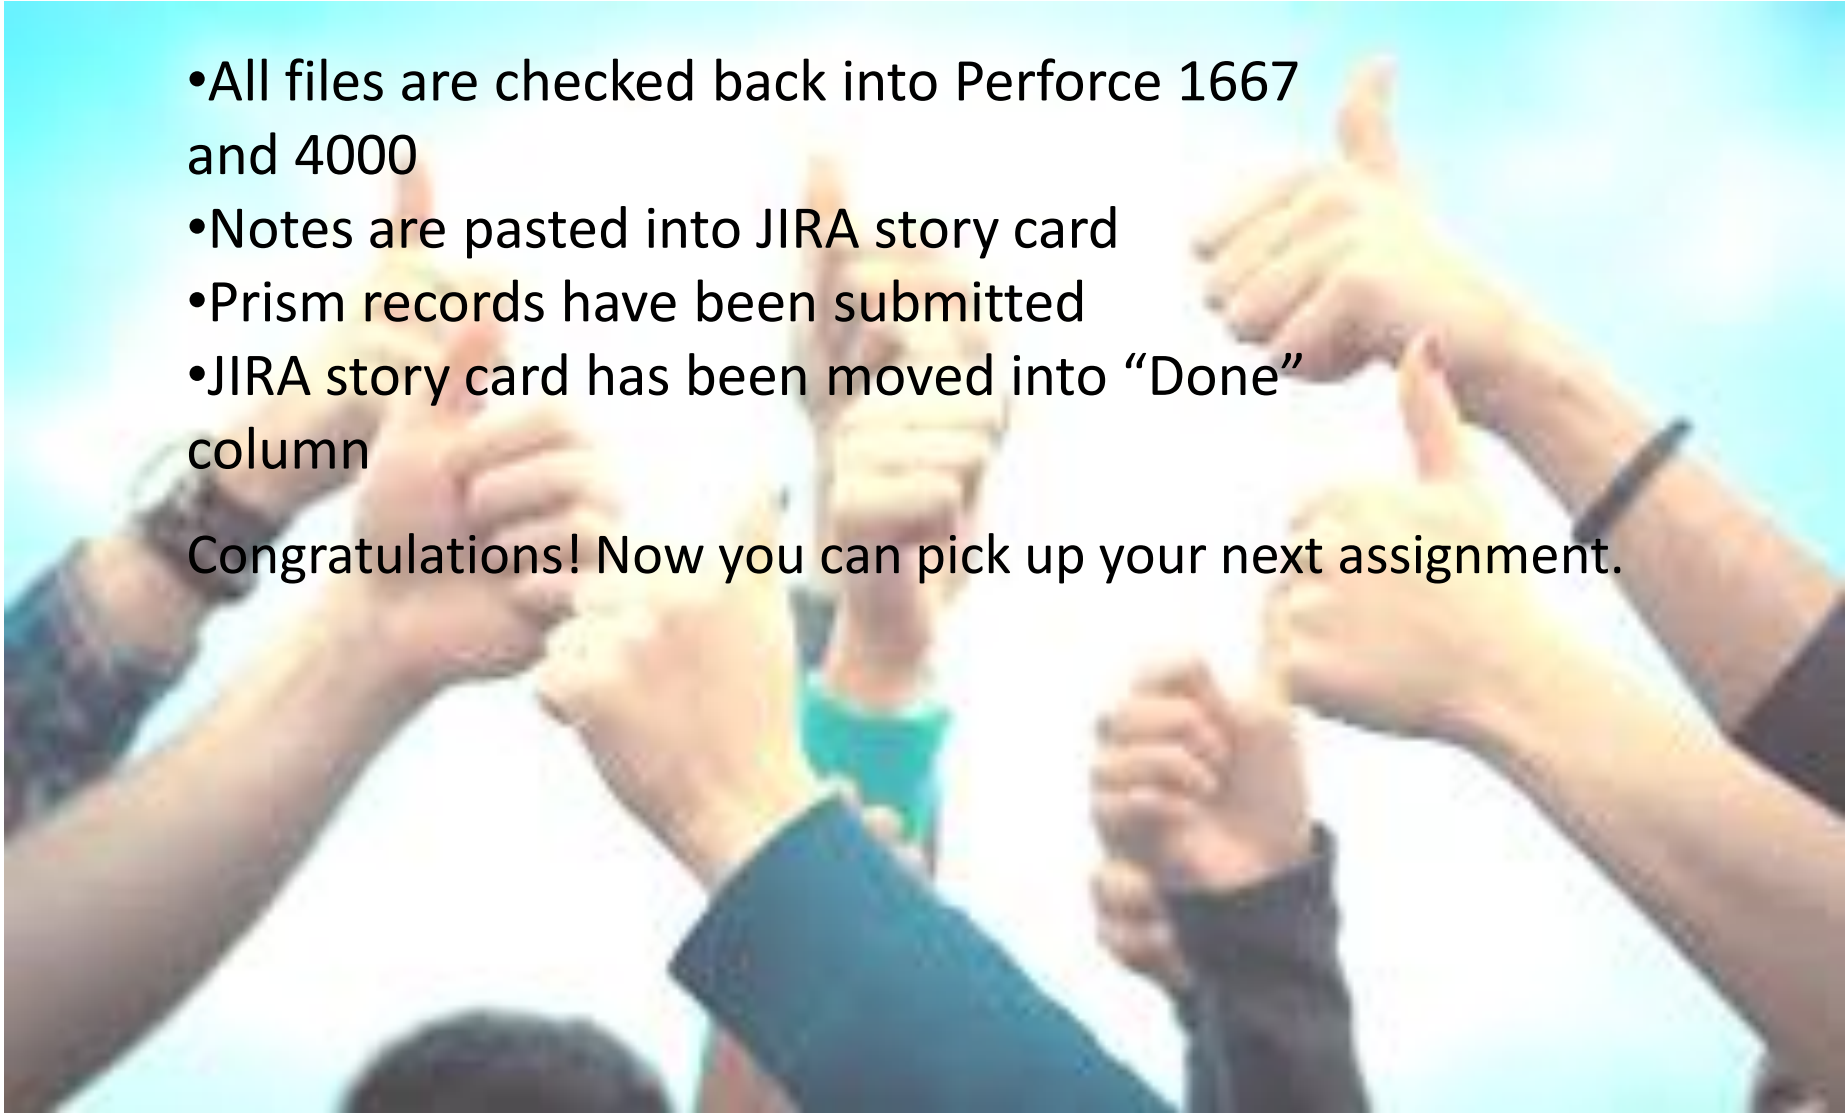 •All files are checked back into Perforce 1667
and 4000
•Notes are pasted into JIRA story card
•Prism records have been submitted
•JIRA story card has been moved into “Done”
column
Congratulations! Now you can pick up your next assignment.